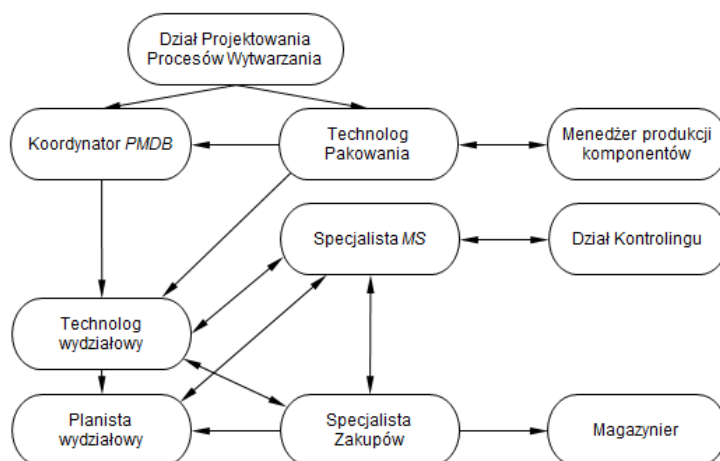 Dział Projektowania
Procesów Wytwarzania
Koordynator PMDB
Technolog
Pakowania
Menedżer produkcji
komponentów
Specjalista MS
Dział Kontrolingu
Technolog
wydziałowy
Planista
wydziałowy
Specjalista
Zakupów
Magazynier